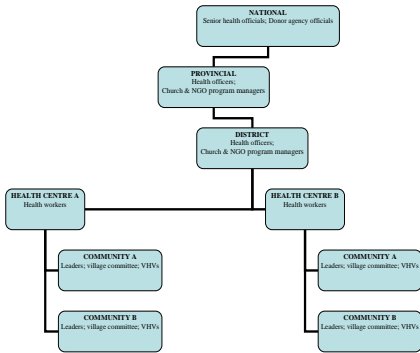 NATIONAL
Senior health officials; Donor agency officials
PROVINCIAL
Health officers;
Church & NGO program managers
DISTRICT
Health officers;
Church & NGO program managers
HEALTH CENTRE A
Health workers
HEALTH CENTRE B
Health workers
COMMUNITY A
Leaders; village committee; VHVs
COMMUNITY B
Leaders; village committee; VHVs
COMMUNITY A
Leaders; village committee; VHVs
COMMUNITY B
Leaders; village committee; VHVs